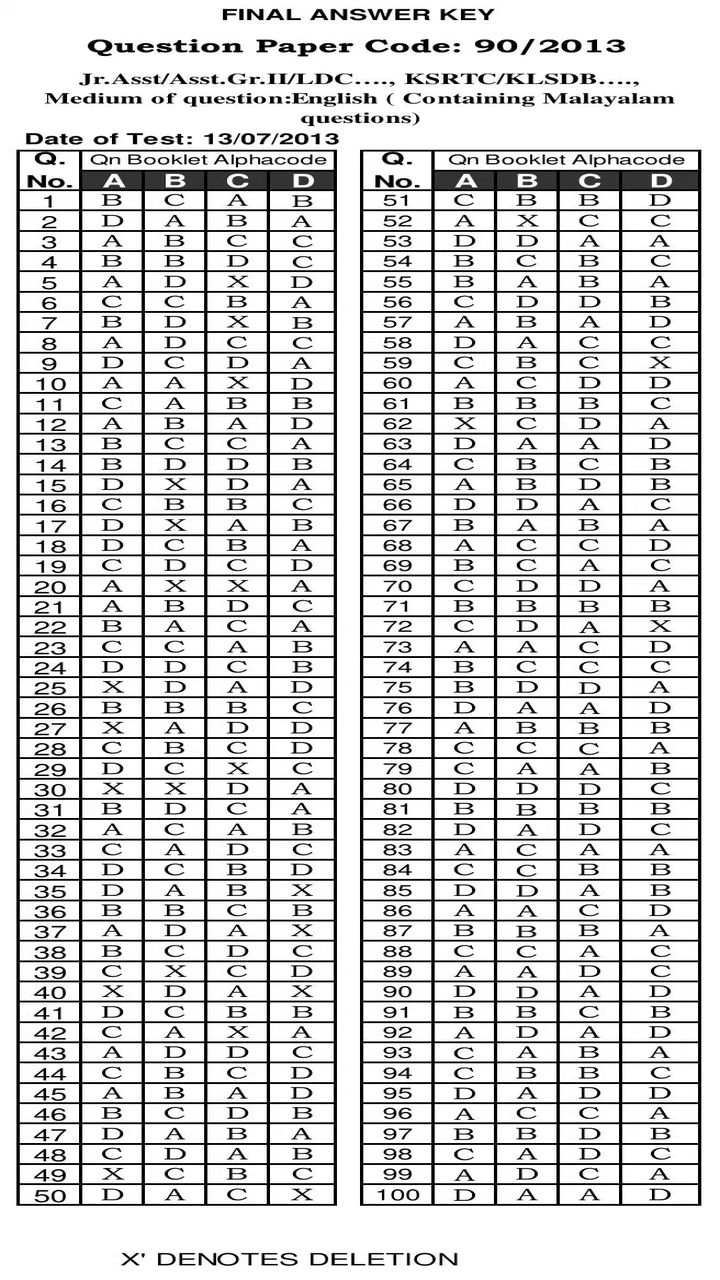 FINAL ANSWER KEY
Question Paper Code: 90/2013
Jr.Asst/Asst.Gr.II/LDC...., KSRTC/KLSDB....,
Medium of question:English ( Containing Malayalam
questions)
Date of Test: 13/07/2013
Q. Qn Booklet Alphacode Q. Qn Booklet Alphacode
No. A B C D No. A B C D
1 B C A B 51 C B B D
2 D A B A 52 A X C C
3 A B C C 53 D D A A
4 B B D C 54 B C B C
5 A D X D 55 B A B A
6 C C B A 56 C D D B
7 B D X B 57 A B A D
8 A D C C 58 D A C C
9 D C D A 59 C B C X
10 A A X D 60 A C D D
11 C A B B 61 B B B C
12 A B A D 62 X C D A
13 B C C A 63 D A A D
14 B D D B 64 C B C B
15 D X D A 65 A B D B
16 C B B C 66 D D A C
17 D X A B 67 B A B A
18 D C B A 68 A C C D
19 C D C D 69 B C A C
20 A X X A 70 C D D A
21 A B D C 71 B B B B
22 B A C A 72 C D A X
23 C C A B 73 A A C D
24 D D C B 74 B C C C
25 X D A D 75 B D D A
26 B B B C 76 D A A D
27 X A D D 77 A B B B
28 C B C D 78 C C C A
29 D C X C 79 C A A B
30 X X D A 80 D D D C
31 B D C A 81 B B B B
32 A C A B 82 D A D C
33 C A D C 83 A C A A
34 D C B D 84 C C B B
35 D A B X 85 D D A B
36 B B C B 86 A A C D
37 A D A X 87 B B B A
38 B C D C 88 C C A C
39 C X C D 89 A A D C
40 X D A X 90 D D A D
41 D C B B 91 B B C B
42 C A X A 92 A D A D
43 A D D C 93 C A B A
44 C B C D 94 C B B C
45 A B A D 95 D A D D
46 B C D B 96 A C C A
47 D A B A 97 B B D B
48 C D A B 98 C A D C
49 X C B C 99 A D C A
50 D A C X 100 D A A D
X' DENOTES DELETION